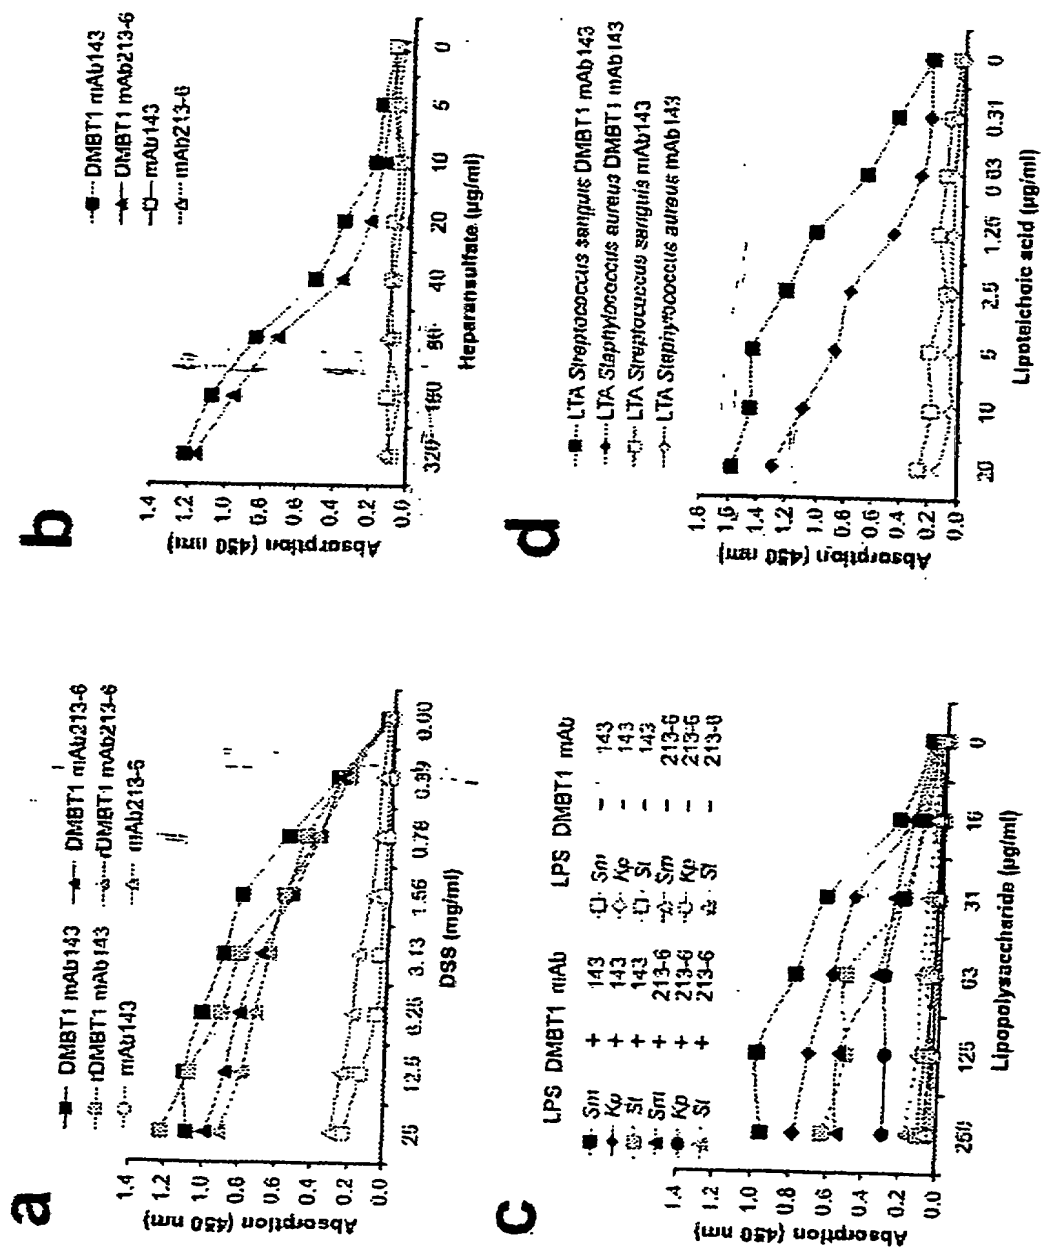 a
DMBT1 mAb143
DMBT1 mAb213-6
rDMBT1 mAb143
rDMBT1 mAb213-6
mAb143
mAb213-6
Absorption (450 nm)
1.4
1.2
1.0
0.8
0.6
0.4
0.2
0.0
25 12.5 6.25 3.13 1.56 0.78 0.39 0.00
DSS (mg/ml)
b
DMBT1 mAb143
DMBT1 mAb213-6
mAb143
mAb213-6
Absorption (450 nm)
1.4
1.2
1.0
0.8
0.6
0.4
0.2
0.0
320 160 80 40 20 10 5 0
Heparansulfate (µg/ml)
c
LPS DMBT1 mAb
Sm + 143
Kp + 143
St + 143
Sm + 213-6
Kp + 213-6
St + 213-6
LPS DMBT1 mAb
Sm – 143
Kp – 143
St – 143
Sm – 213-6
Kp – 213-6
St – 213-6
Absorption (450 nm)
1.4
1.2
1.0
0.8
0.6
0.4
0.2
0.0
250 125 63 31 16 0
Lipopolysaccharide (µg/ml)
d
LTA Streptococcus sanguis DMBT1 mAb143
LTA Staphylococcus aureus DMBT1 mAb143
LTA Streptococcus sanguis mAb143
LTA Staphylococcus aureus mAb143
Absorption (450 nm)
1.8
1.6
1.4
1.2
1.0
0.8
0.6
0.4
0.2
0.0
20 10 5 2.5 1.25 0.63 0.31 0
Lipoteichoic acid (µg/ml)